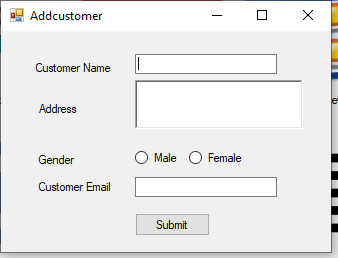 Addcustomer
Customer Name
Address
Gender
Male
Female
Customer Email
Submit